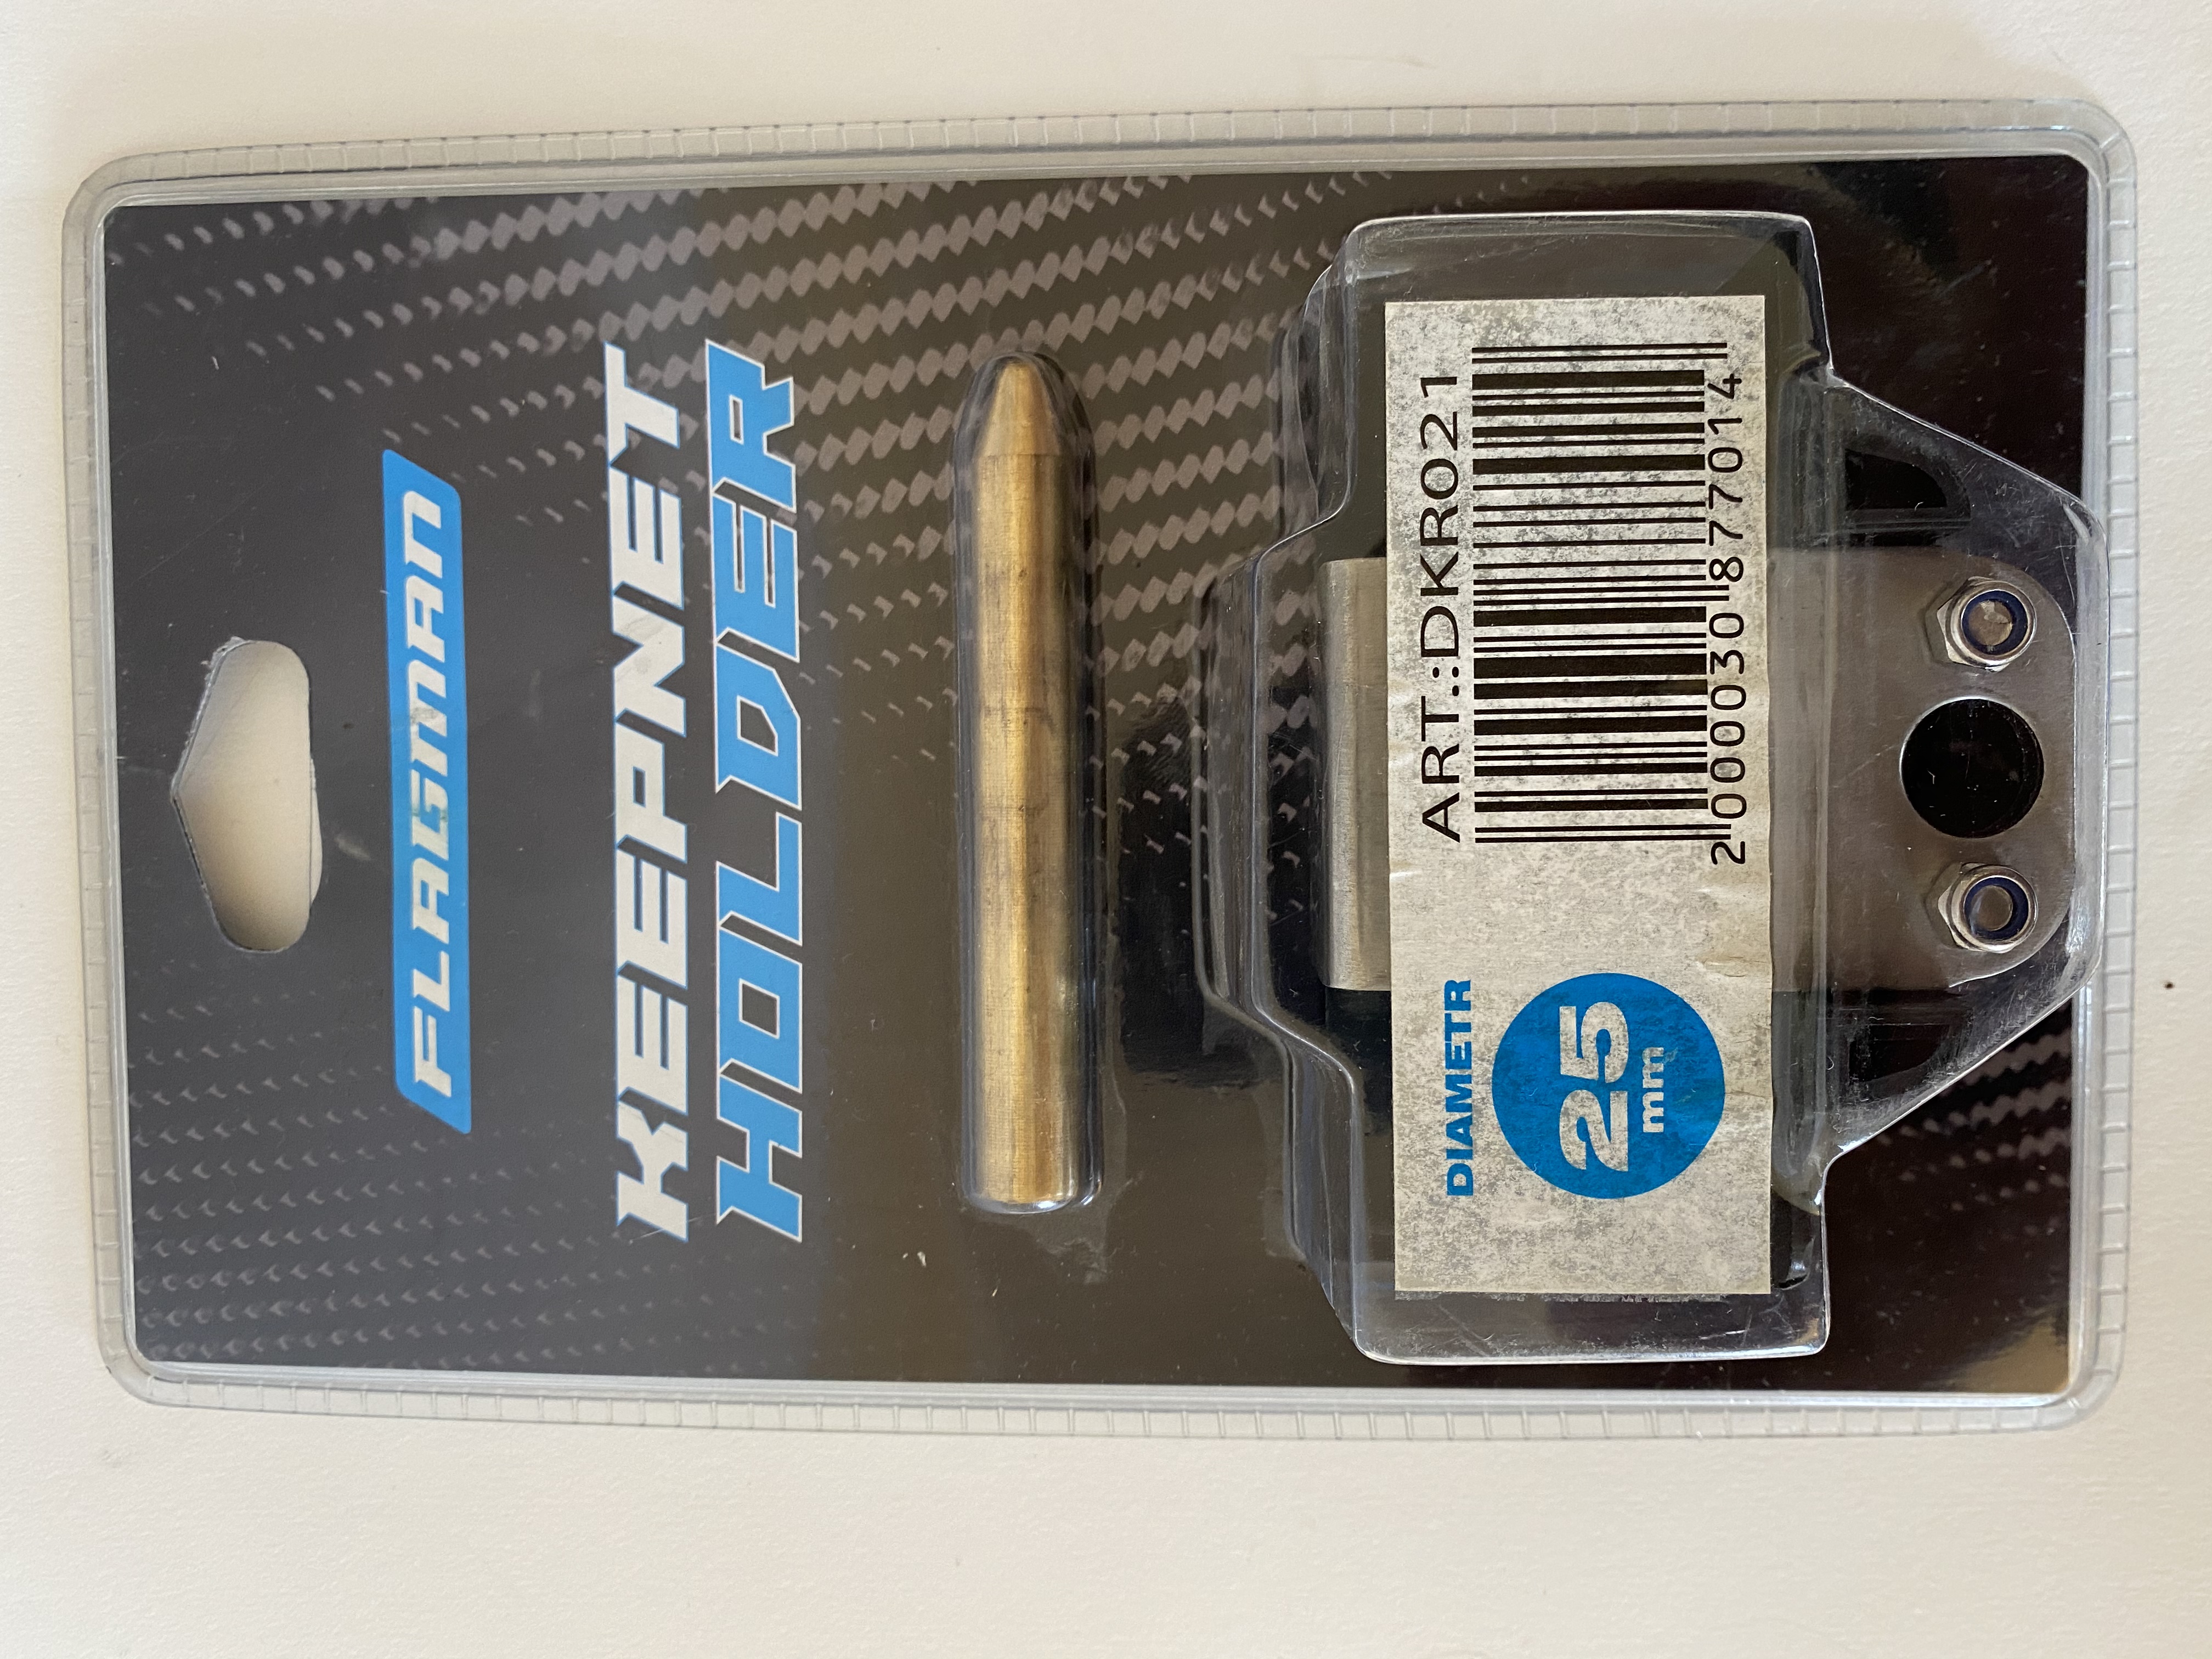 FLAGMAN
KEEPNET
HOLDER
DIAMETR
25
mm
ART.:DKR021
2000030877014